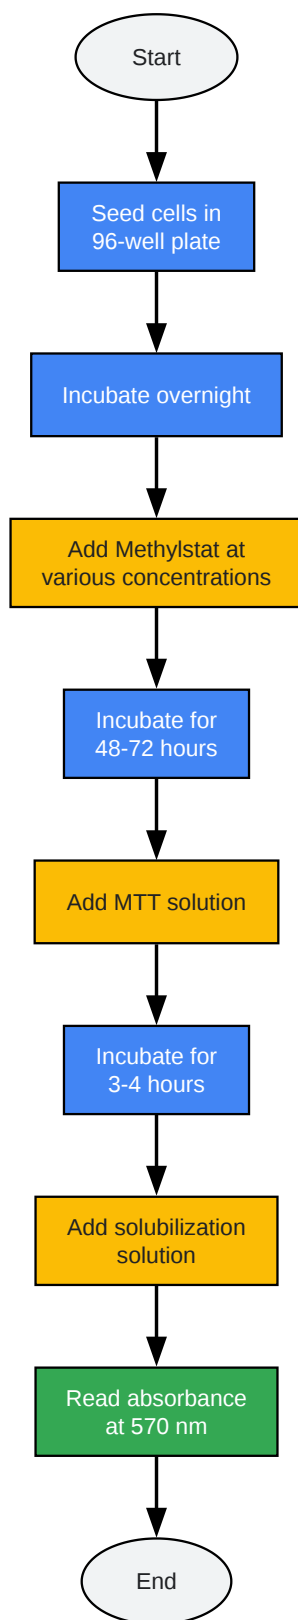 Start
Seed cells in
96-well plate
Incubate overnight
Add Methylstat at
various concentrations
Incubate for
48-72 hours
Add MTT solution
Incubate for
3-4 hours
Add solubilization
solution
Read absorbance
at 570 nm
End